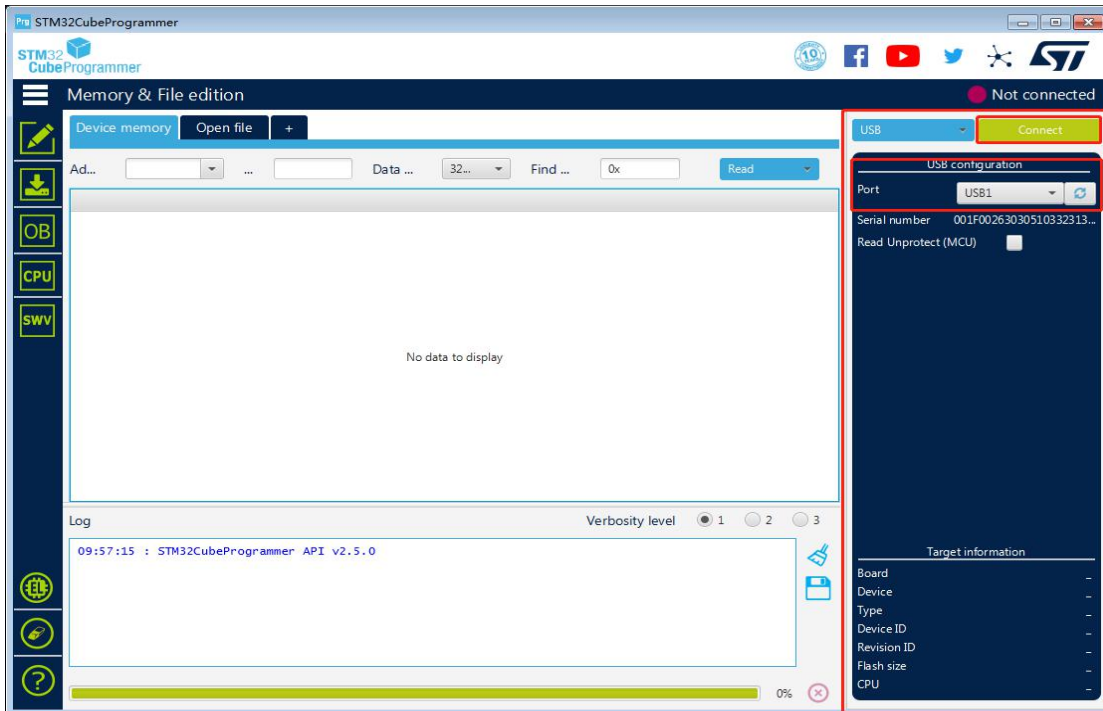 Pro STM32CubeProgrammer
STM32
CubeProgrammer
19
Memory & File edition
Not connected
Device memory Open file +
USB Connect
Ad... ... Data ... 32... Find ... 0x Read
USB configuration
Port USB1
Serial number 001F00263030510332313...
Read Unprotect (MCU)
OB
CPU
SWV
No data to display
Log Verbosity level 1 2 3
09:57:15 : STM32CubeProgrammer API v2.5.0
Target information
Board –
Device –
Type –
Device ID –
Revision ID –
Flash size –
CPU –
EL
?
0%